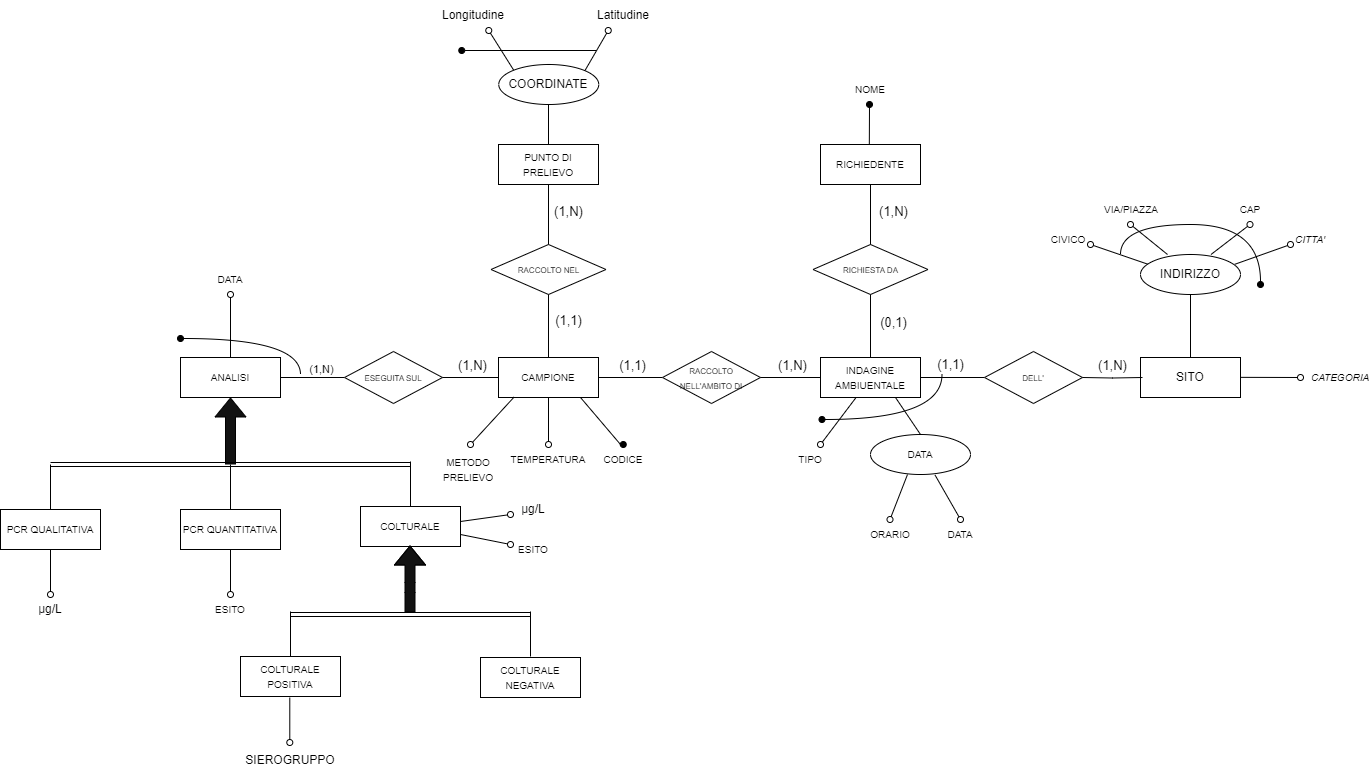 Longitudine
Latitudine
COORDINATE
NOME
PUNTO DI
PRELIEVO
RICHIEDENTE
(1,N)
(1,N)
VIA/PIAZZA
CAP
CIVICO
CITTA'
INDIRIZZO
RACCOLTO NEL
RICHIESTA DA
DATA
(1,1)
(0,1)
ANALISI
(1,N)
ESEGUITA SUL
(1,N)
CAMPIONE
(1,1)
RACCOLTO
NELL'AMBITO DI
(1,N)
INDAGINE
AMBIUENTALE
(1,1)
DELL'
(1,N)
SITO
CATEGORIA
METODO
PRELIEVO
TEMPERATURA
CODICE
TIPO
DATA
ORARIO
DATA
PCR QUALITATIVA
PCR QUANTITATIVA
COLTURALE
µg/L
ESITO
µg/L
ESITO
COLTURALE
POSITIVA
COLTURALE
NEGATIVA
SIEROGRUPPO